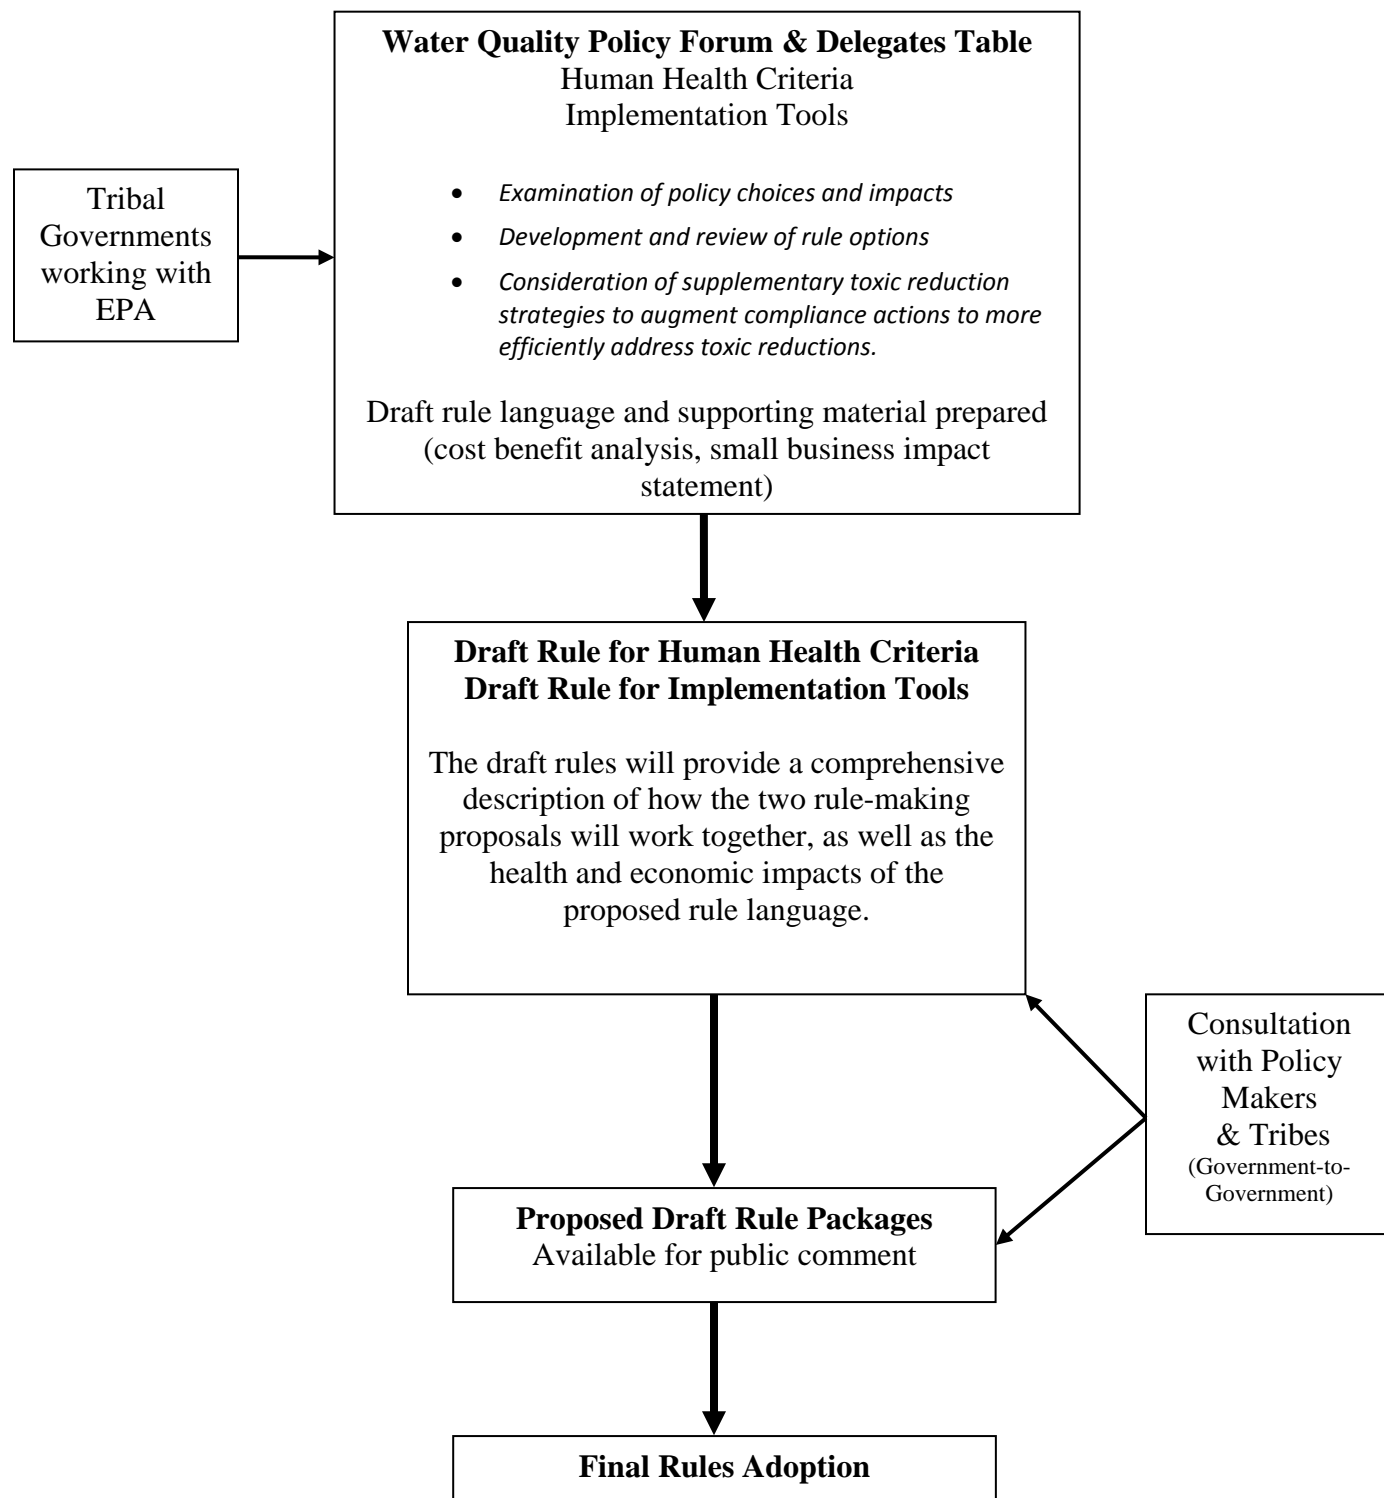 Water Quality Policy Forum & Delegates Table
Human Health Criteria
Implementation Tools
Tribal
Governments
working with
EPA
• Examination of policy choices and impacts
• Development and review of rule options
• Consideration of supplementary toxic reduction
strategies to augment compliance actions to more
efficiently address toxic reductions.
Draft rule language and supporting material prepared
(cost benefit analysis, small business impact
statement)
Draft Rule for Human Health Criteria
Draft Rule for Implementation Tools
The draft rules will provide a comprehensive
description of how the two rule-making
proposals will work together, as well as the
health and economic impacts of the
proposed rule language.
Consultation
with Policy
Makers
& Tribes
(Government-to-
Government)
Proposed Draft Rule Packages
Available for public comment
Final Rules Adoption